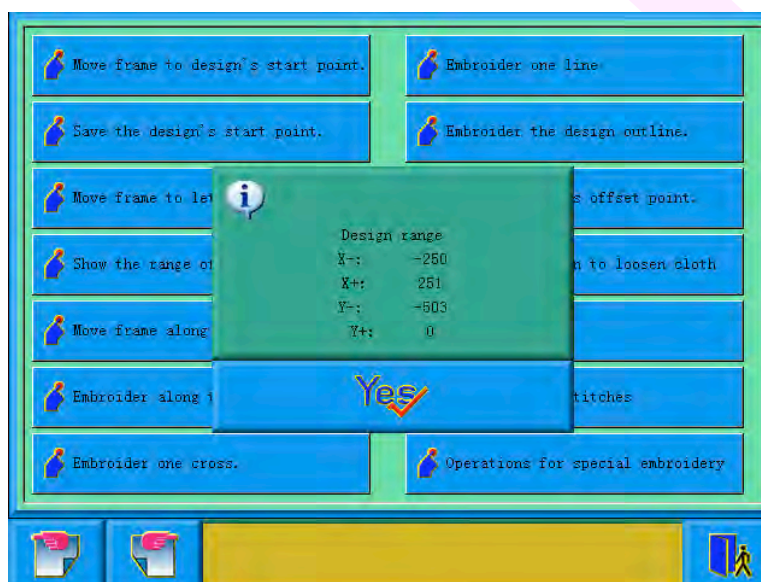 Move frame to design's start point.
Embroider one line
Save the design's start point.
Embroider the design outline.
Move frame to let
s offset point.
Show the range of
n to loosen cloth
Move frame along
Embroider along
titches
Embroider one cross.
Operations for special embroidery
Design range
X-: -250
X+: 251
Y-: -503
Y+: 0
Yes